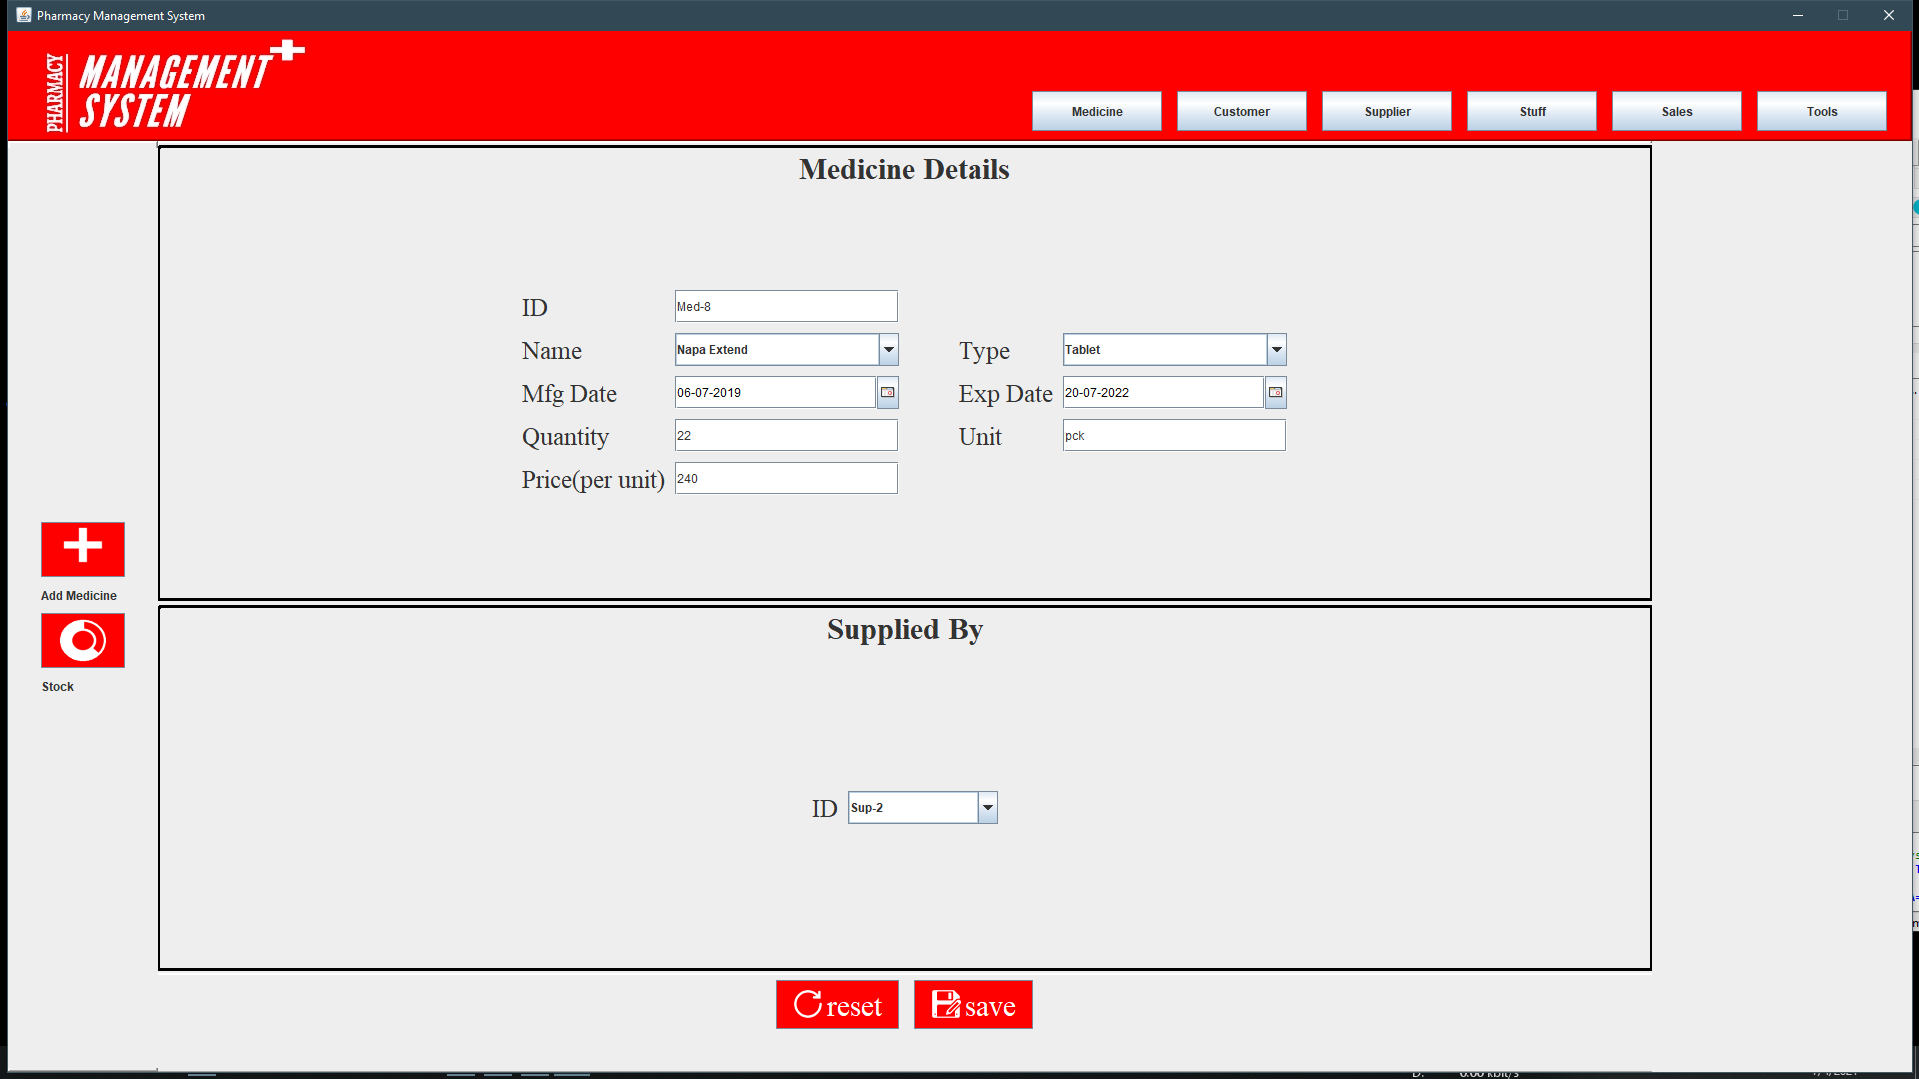 Pharmacy Management System
PHARMACY
MANAGEMENT
SYSTEM
Medicine
Customer
Supplier
Stuff
Sales
Tools
Medicine Details
ID
Med-8
Name
Napa Extend
Type
Tablet
Mfg Date
06-07-2019
Exp Date
20-07-2022
Quantity
22
Unit
pck
Price(per unit)
240
Add Medicine
Stock
Supplied By
ID
Sup-2
reset
save